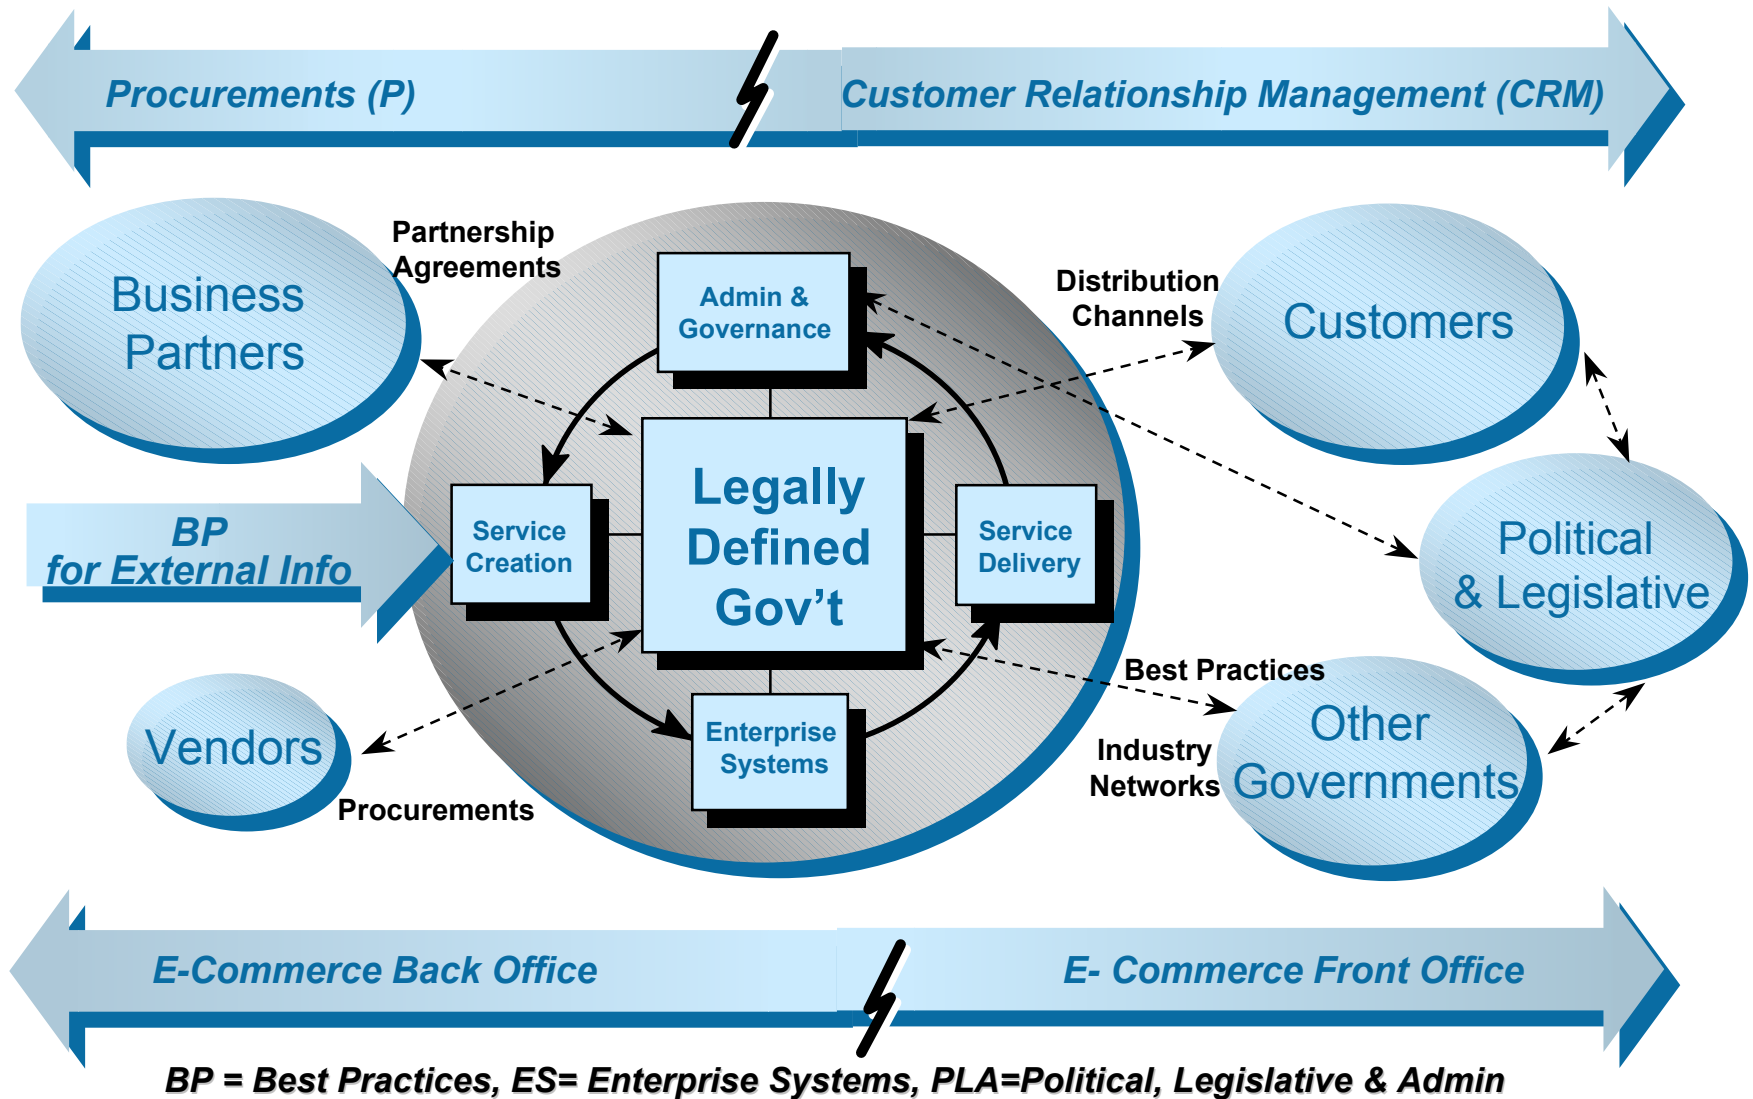 Procurements (P)
Customer Relationship Management (CRM)
Partnership
Agreements
Business
Partners
Admin &
Governance
Distribution
Channels
Customers
BP
for External Info
Service
Creation
Legally
Defined
Gov't
Service
Delivery
Political
& Legislative
Vendors
Procurements
Enterprise
Systems
Best Practices
Industry
Networks
Other
Governments
E-Commerce Back Office
E- Commerce Front Office
BP = Best Practices, ES= Enterprise Systems, PLA=Political, Legislative & Admin